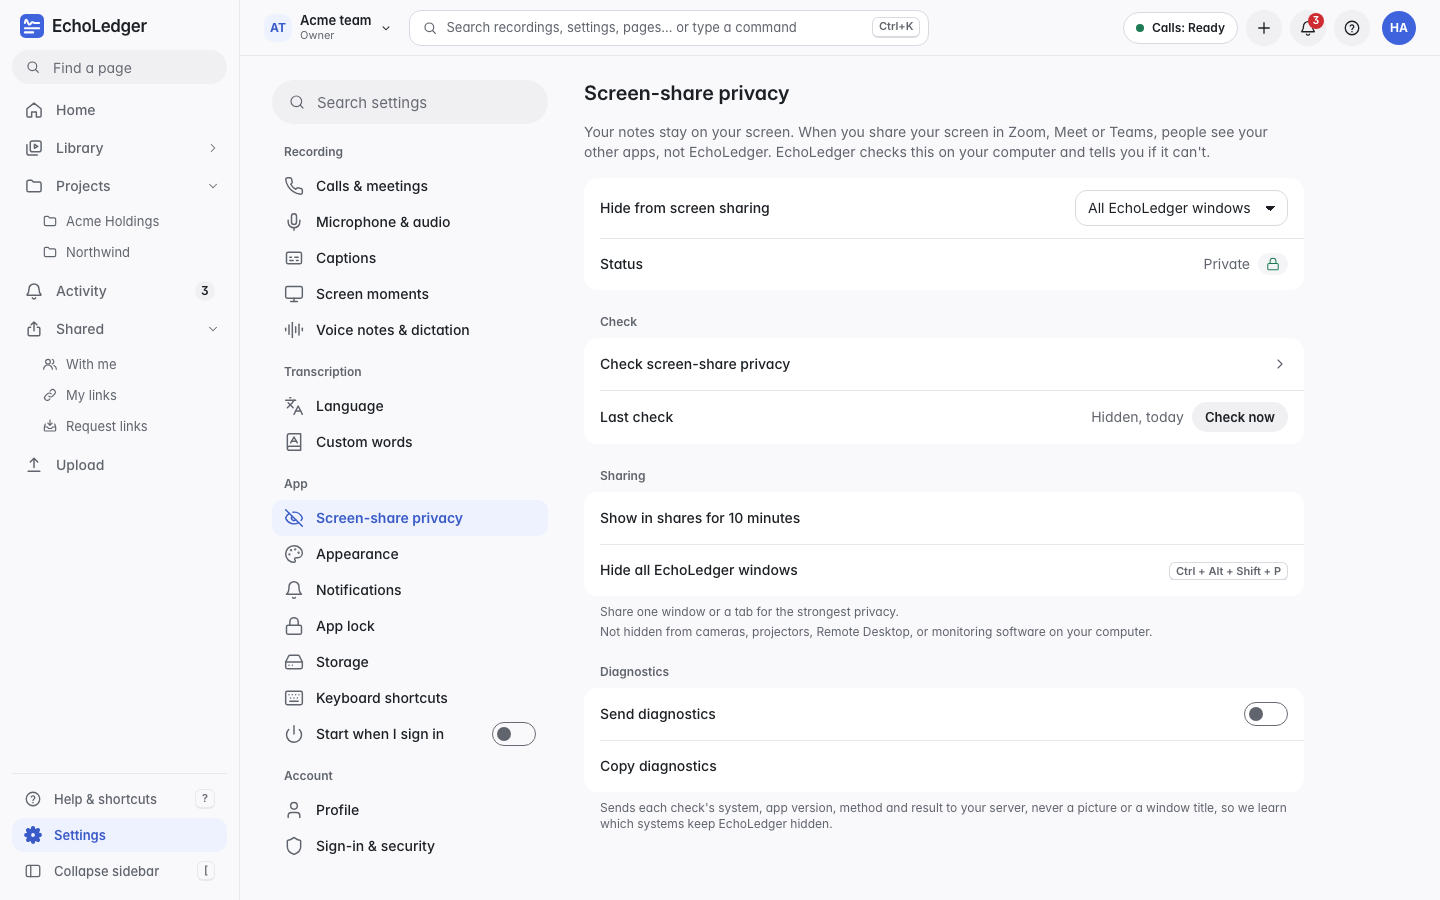 EchoLedger
Find a page
Home
Library
Projects
Acme Holdings
Northwind
Activity
3
Shared
With me
My links
Request links
Upload
Help & shortcuts
?
Settings
Collapse sidebar
[
AT
Acme team
Owner
Search recordings, settings, pages... or type a command
Ctrl+K
Calls: Ready
3
HA
Search settings
Recording
Calls & meetings
Microphone & audio
Captions
Screen moments
Voice notes & dictation
Transcription
Language
Custom words
App
Screen-share privacy
Appearance
Notifications
App lock
Storage
Keyboard shortcuts
Start when I sign in
Account
Profile
Sign-in & security
Screen-share privacy
Your notes stay on your screen. When you share your screen in Zoom, Meet or Teams, people see your
other apps, not EchoLedger. EchoLedger checks this on your computer and tells you if it can't.
Hide from screen sharing
All EchoLedger windows
Status
Private
Check
Check screen-share privacy
Last check
Hidden, today
Check now
Sharing
Show in shares for 10 minutes
Hide all EchoLedger windows
Ctrl + Alt + Shift + P
Share one window or a tab for the strongest privacy.
Not hidden from cameras, projectors, Remote Desktop, or monitoring software on your computer.
Diagnostics
Send diagnostics
Copy diagnostics
Sends each check's system, app version, method and result to your server, never a picture or a window title, so we learn
which systems keep EchoLedger hidden.